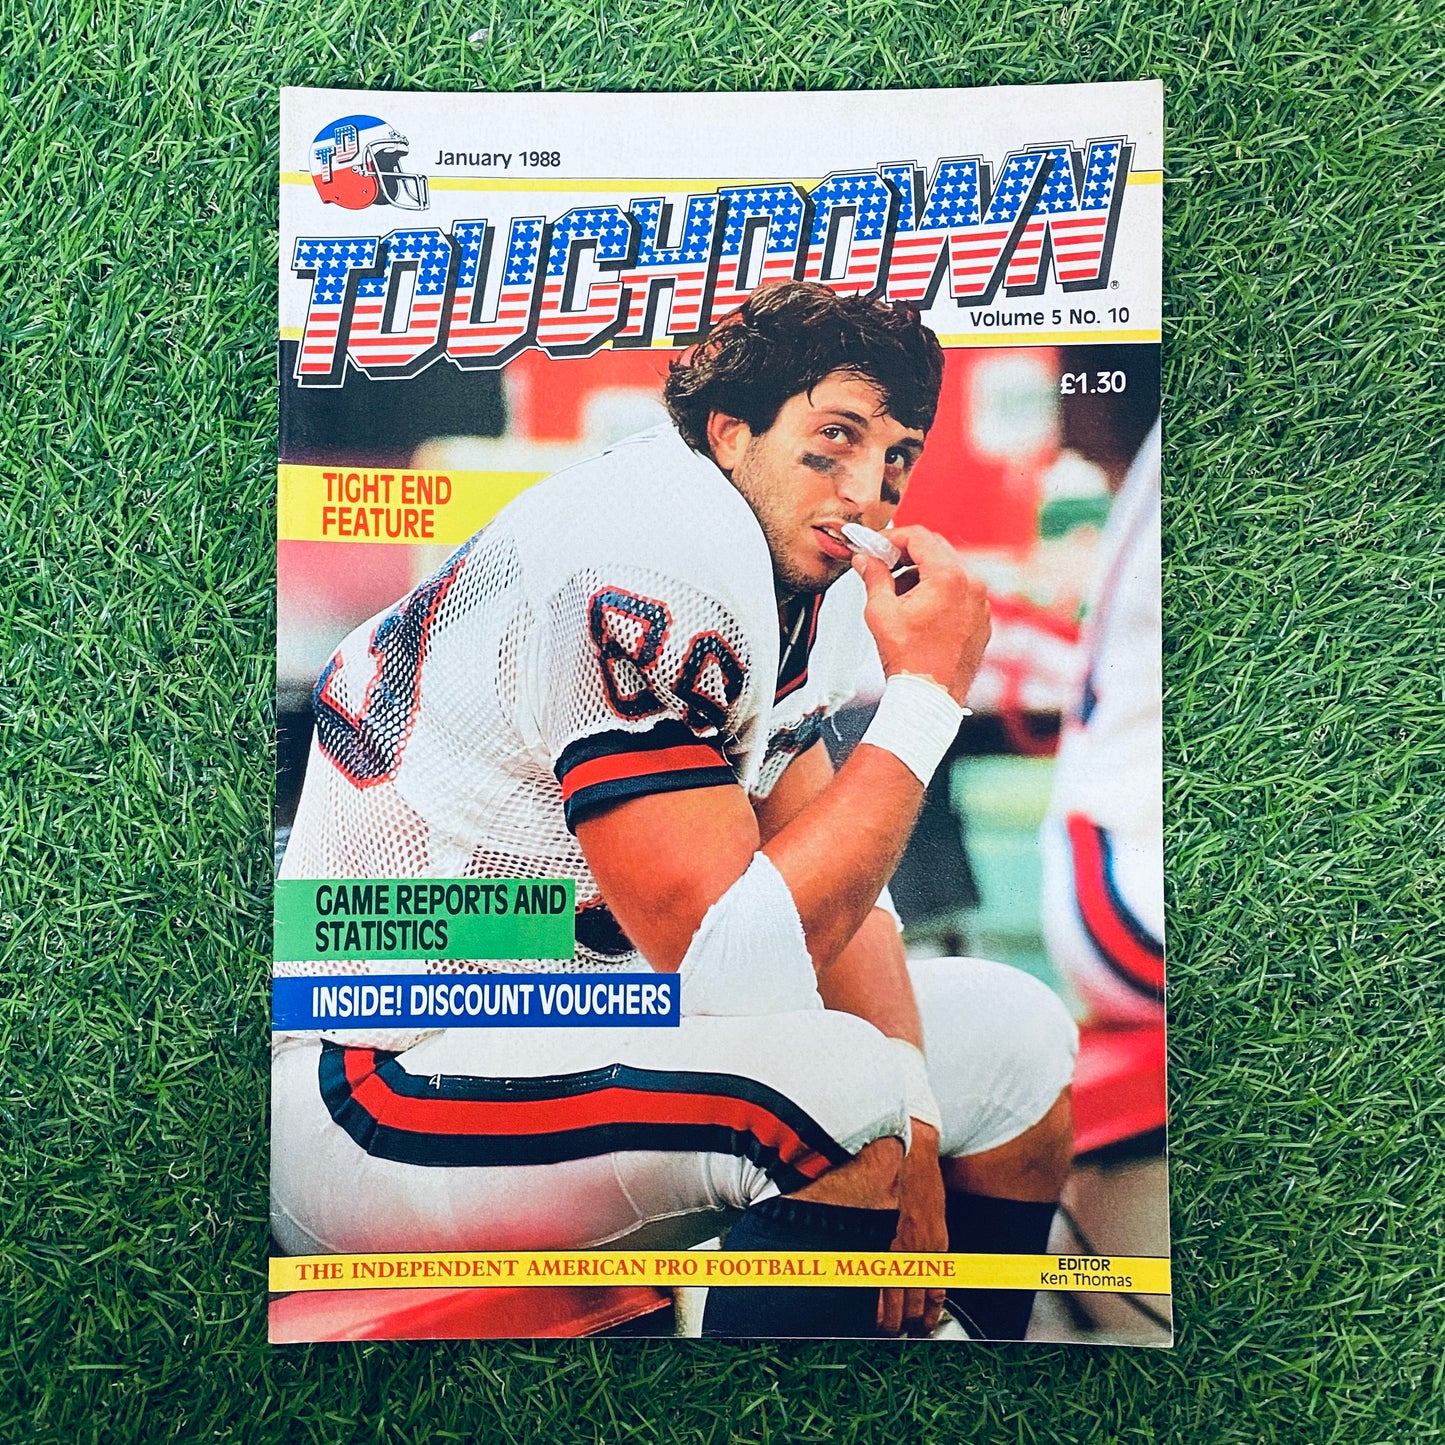 TD
January 1988
TOUCHDOWN®
Volume 5 No. 10
£1.30
TIGHT END
FEATURE
89
GAME REPORTS AND
STATISTICS
INSIDE! DISCOUNT VOUCHERS
THE INDEPENDENT AMERICAN PRO FOOTBALL MAGAZINE
EDITOR
Ken Thomas